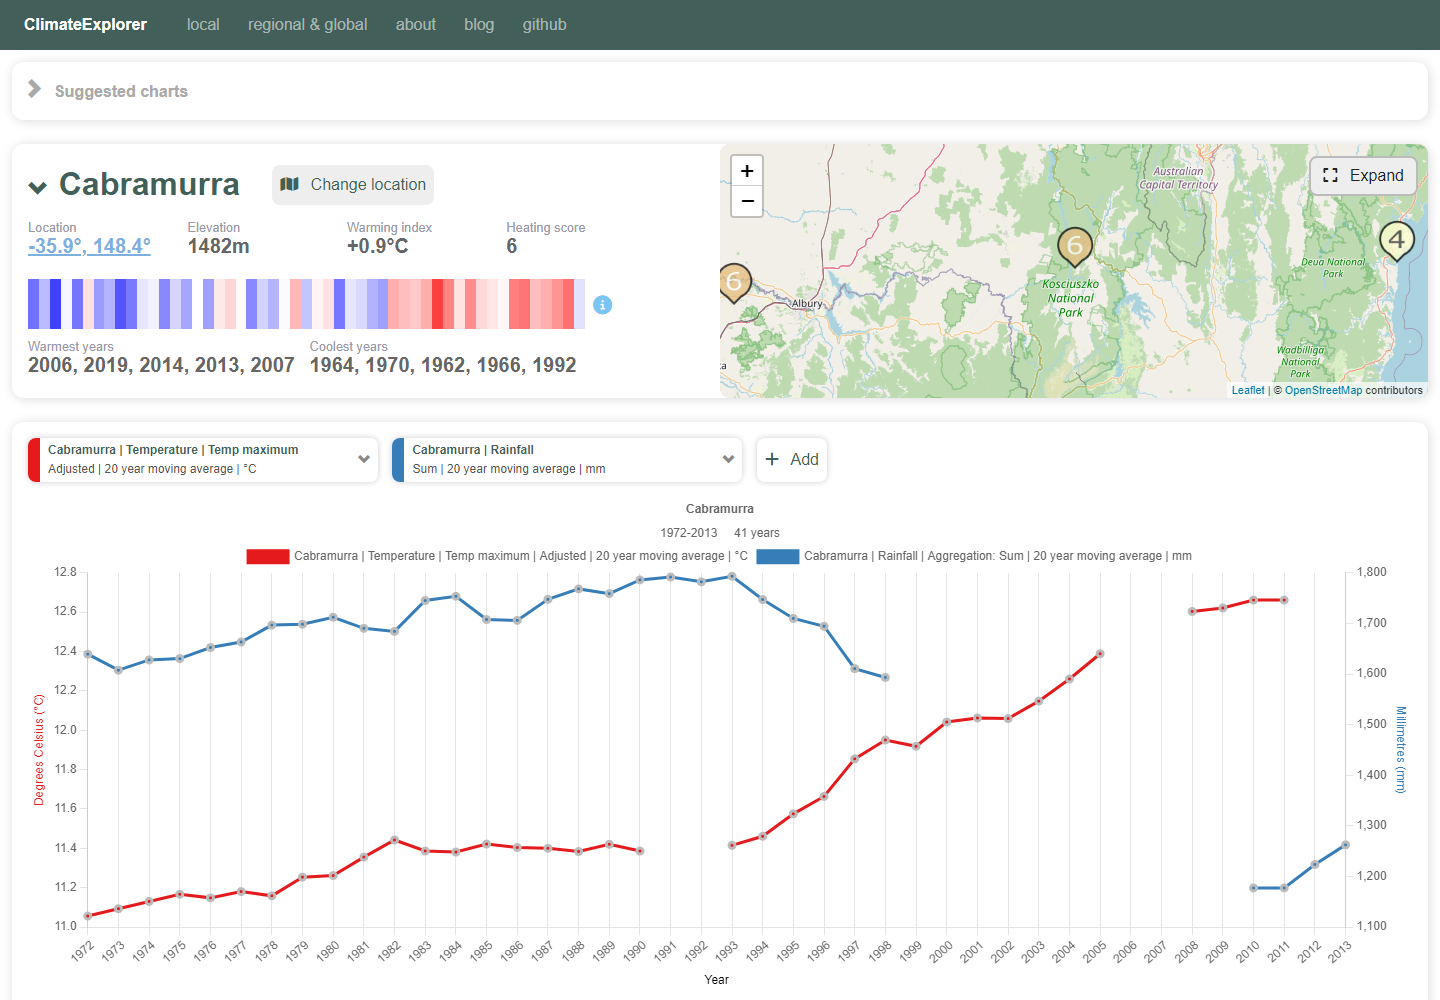 ClimateExplorer local regional & global about blog github
Suggested charts
Cabramurra Change location
Location Elevation Warming index Heating score
-35.9°, 148.4° 1482m +0.9°C 6
Warmest years Coolest years
2006, 2019, 2014, 2013, 2007 1964, 1970, 1962, 1966, 1992
+
−
Expand
Australian
Capital Territory
6
4
6
Deua National
Park
Kosciuszko
National
Park
Albury
Wadbilliga
National
Park
ta
Leaflet | © OpenStreetMap contributors
Cabramurra | Temperature | Temp maximum
Adjusted | 20 year moving average | °C
Cabramurra | Rainfall
Sum | 20 year moving average | mm
+ Add
Cabramurra
1972-2013 41 years
Cabramurra | Temperature | Temp maximum | Adjusted | 20 year moving average | °C Cabramurra | Rainfall | Aggregation: Sum | 20 year moving average | mm
12.8
12.6
12.4
12.2
12.0
11.8
11.6
11.4
11.2
11.0
Degrees Celsius (°C)
1,800
1,700
1,600
1,500
1,400
1,300
1,200
1,100
Millimetres (mm)
1972 1973 1974 1975 1976 1977 1978 1979 1980 1981 1982 1983 1984 1985 1986 1987 1988 1989 1990 1991 1992 1993 1994 1995 1996 1997 1998 1999 2000 2001 2002 2003 2004 2005 2006 2007 2008 2009 2010 2011 2012 2013
Year